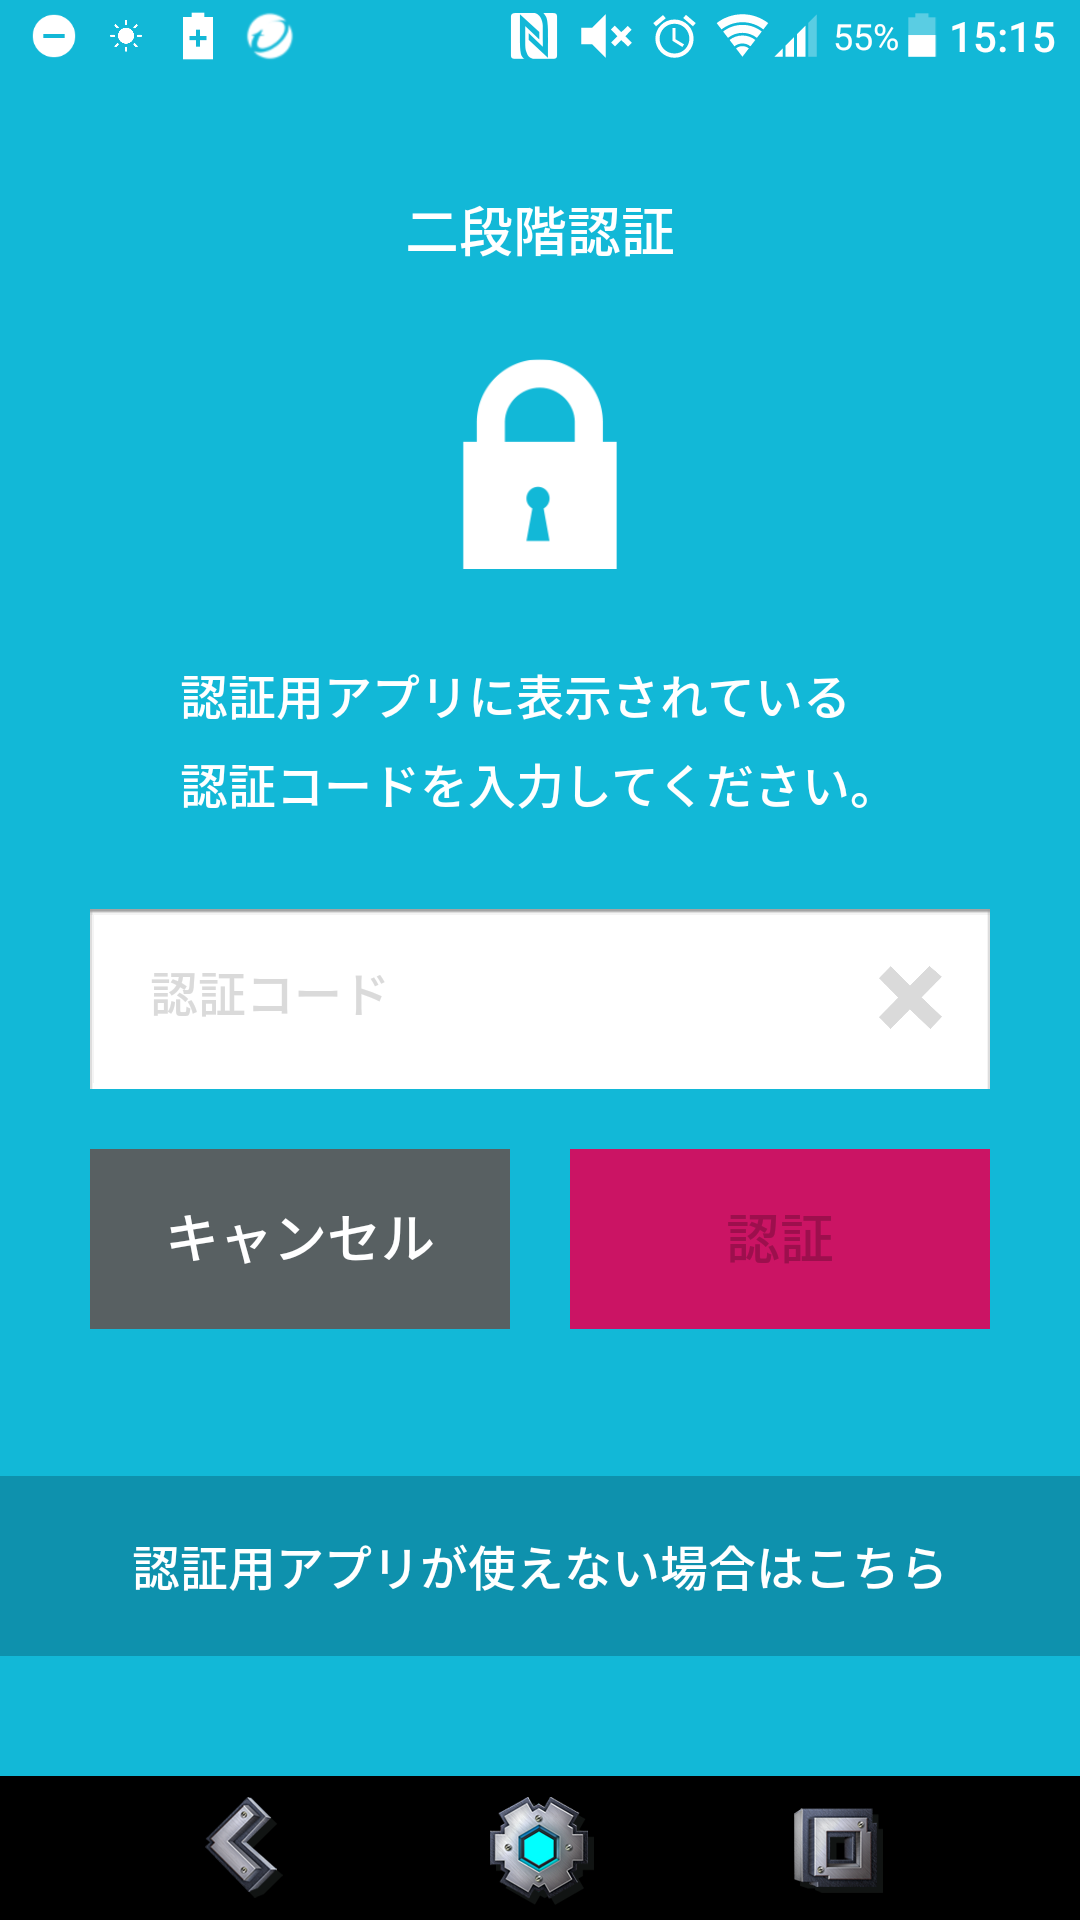 55% 15:15
二段階認証
認証用アプリに表示されている
認証コードを入力してください。
認証コード
キャンセル 認証
認証用アプリが使えない場合はこちら